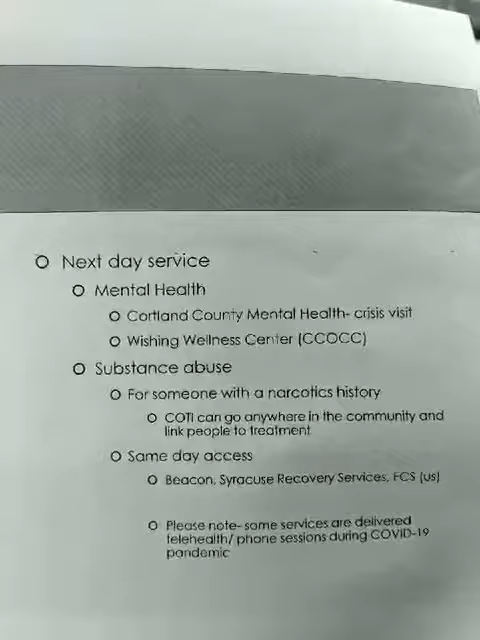 Next day service
Mental Health
Cortland County Mental Health- crisis visit
Wishing Wellness Center (CCOCC)
Substance abuse
For someone with a narcotics history
COTI can go anywhere in the community and
link people to treatment
Same day access
Beacon, Syracuse Recovery Services, FCS (us)
Please note- some services are delivered
telehealth/ phone sessions during COVID-19
pandemic